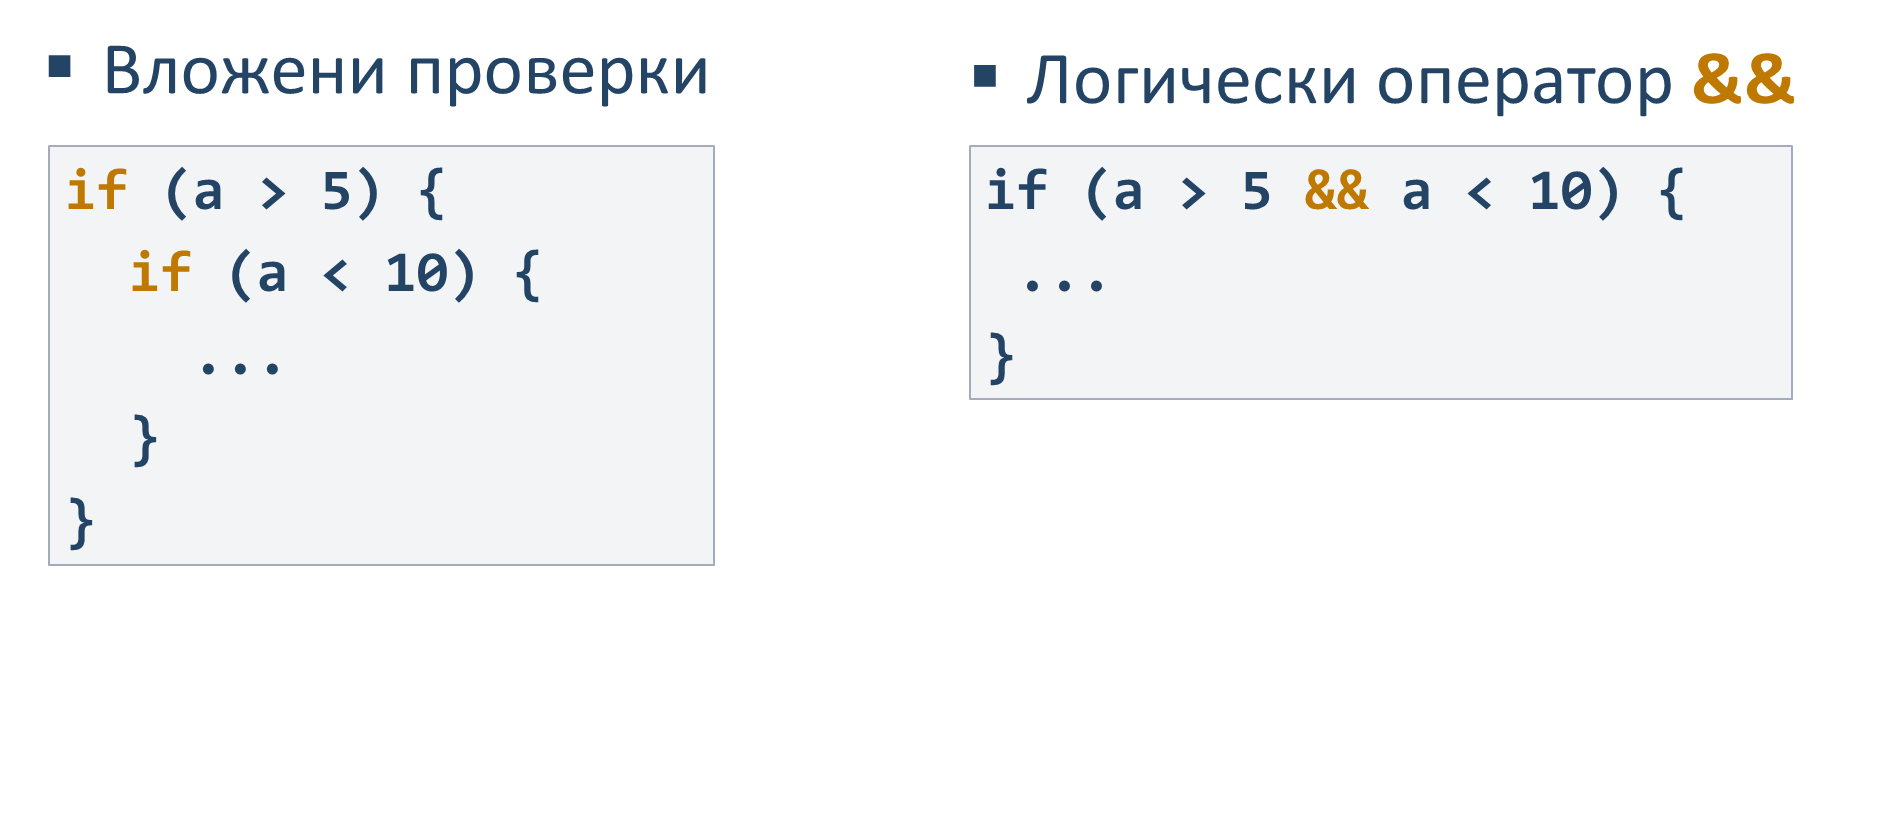 ▪ Вложени проверки
if (a > 5) {
  if (a < 10) {
    ...
  }
}
▪ Логически оператор &&
if (a > 5 && a < 10) {
 ...
}